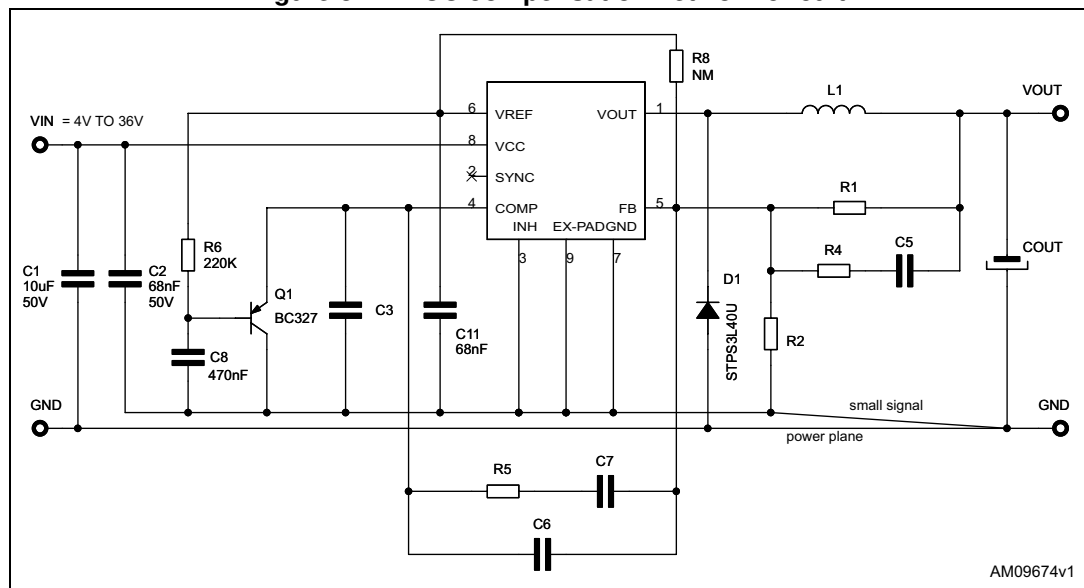 R8
NM
L1
VOUT
VIN = 4V TO 36V
6
VREF
VOUT
1
8
VCC
2
SYNC
4
COMP
FB
5
INH
EX-PAD
GND
3
9
7
R1
R4
C5
COUT
R6
220K
C1
10uF
50V
C2
68nF
50V
Q1
BC327
C3
C11
68nF
D1
STPS3L40U
R2
C8
470nF
GND
small signal
GND
power plane
R5
C7
C6
AM09674v1